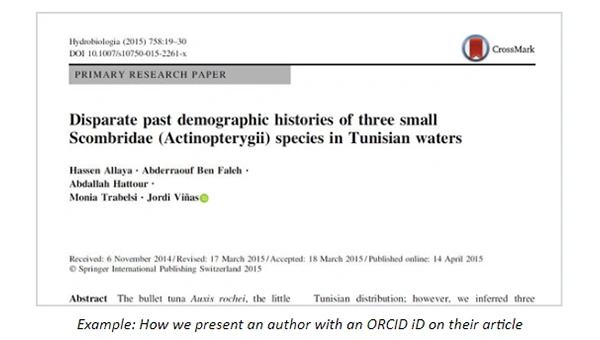 Hydrobiologia (2015) 758:19–30
DOI 10.1007/s10750-015-2261-x
CrossMark
PRIMARY RESEARCH PAPER
Disparate past demographic histories of three small
Scombridae (Actinopterygii) species in Tunisian waters
Hassen Allaya · Abderraouf Ben Faleh ·
Abdallah Hattour ·
Monia Trabelsi · Jordi Viñas iD
Received: 6 November 2014 / Revised: 17 March 2015 / Accepted: 18 March 2015 / Published online: 14 April 2015
© Springer International Publishing Switzerland 2015
Abstract The bullet tuna Auxis rochei, the little
Tunisian distribution; however, we inferred three
Example: How we present an author with an ORCID iD on their article